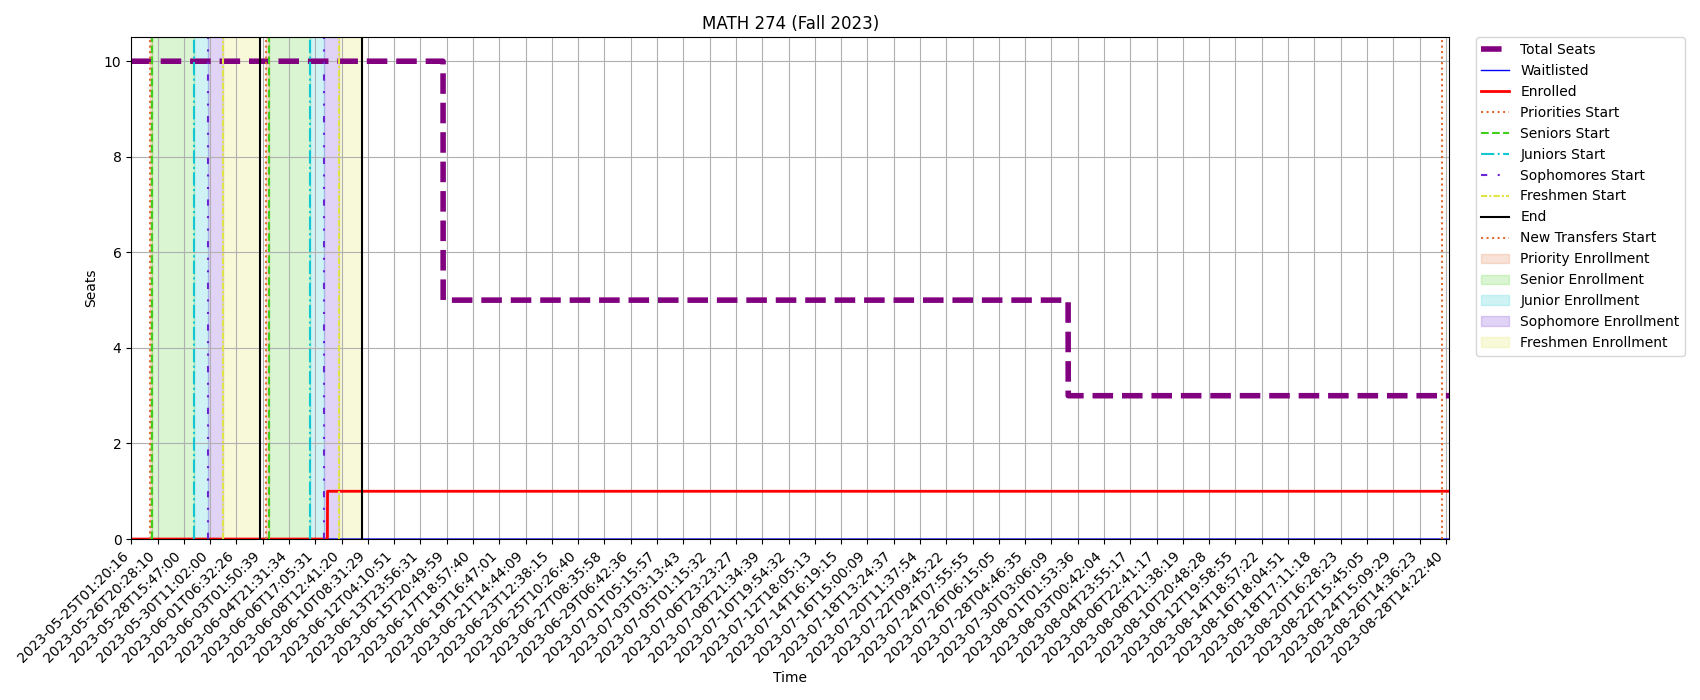 MATH 274 (Fall 2023)
10
8
6
4
2
0
Seats
2023-05-25T01:20:16
2023-05-26T20:28:10
2023-05-28T15:47:00
2023-05-30T11:02:00
2023-06-01T06:32:26
2023-06-03T01:50:39
2023-06-04T21:31:34
2023-06-06T17:05:31
2023-06-08T12:41:20
2023-06-10T08:31:29
2023-06-12T04:10:51
2023-06-13T23:56:31
2023-06-15T20:49:59
2023-06-17T18:57:40
2023-06-19T16:47:01
2023-06-21T14:44:09
2023-06-23T12:38:15
2023-06-25T10:26:40
2023-06-27T08:35:58
2023-06-29T06:42:36
2023-07-01T05:15:57
2023-07-03T03:13:43
2023-07-05T01:15:32
2023-07-06T23:23:27
2023-07-08T21:34:39
2023-07-10T19:54:32
2023-07-12T18:05:13
2023-07-14T16:19:15
2023-07-16T15:00:09
2023-07-18T13:24:37
2023-07-20T11:37:54
2023-07-22T09:45:22
2023-07-24T07:55:55
2023-07-26T06:15:05
2023-07-28T04:46:35
2023-07-30T03:06:09
2023-08-01T01:53:36
2023-08-03T00:42:04
2023-08-04T23:55:17
2023-08-06T22:41:17
2023-08-08T21:38:19
2023-08-10T20:48:28
2023-08-12T19:58:55
2023-08-14T18:57:22
2023-08-16T18:04:51
2023-08-18T17:11:18
2023-08-20T16:28:23
2023-08-22T15:45:05
2023-08-24T15:09:29
2023-08-26T14:36:23
2023-08-28T14:22:40
Time
Total Seats
Waitlisted
Enrolled
Priorities Start
Seniors Start
Juniors Start
Sophomores Start
Freshmen Start
End
New Transfers Start
Priority Enrollment
Senior Enrollment
Junior Enrollment
Sophomore Enrollment
Freshmen Enrollment